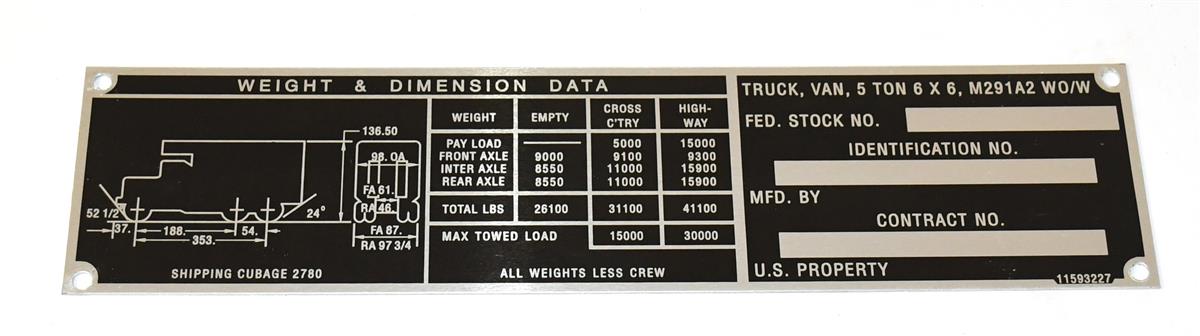 WEIGHT & DIMENSION DATA
136.50
98. OA
FA 61.
RA 46.
52 1/2°
24°
37.
188.
54.
353.
FA 87.
RA 97 3/4
SHIPPING CUBAGE 2780
WEIGHT EMPTY CROSS C'TRY HIGH-WAY
PAY LOAD 5000 15000
FRONT AXLE 9000 9100 9300
INTER AXLE 8550 11000 15900
REAR AXLE 8550 11000 15900
TOTAL LBS 26100 31100 41100
MAX TOWED LOAD 15000 30000
ALL WEIGHTS LESS CREW
TRUCK, VAN, 5 TON 6 X 6, M291A2 WO/W
FED. STOCK NO.
IDENTIFICATION NO.
MFD. BY
CONTRACT NO.
U.S. PROPERTY
11593227